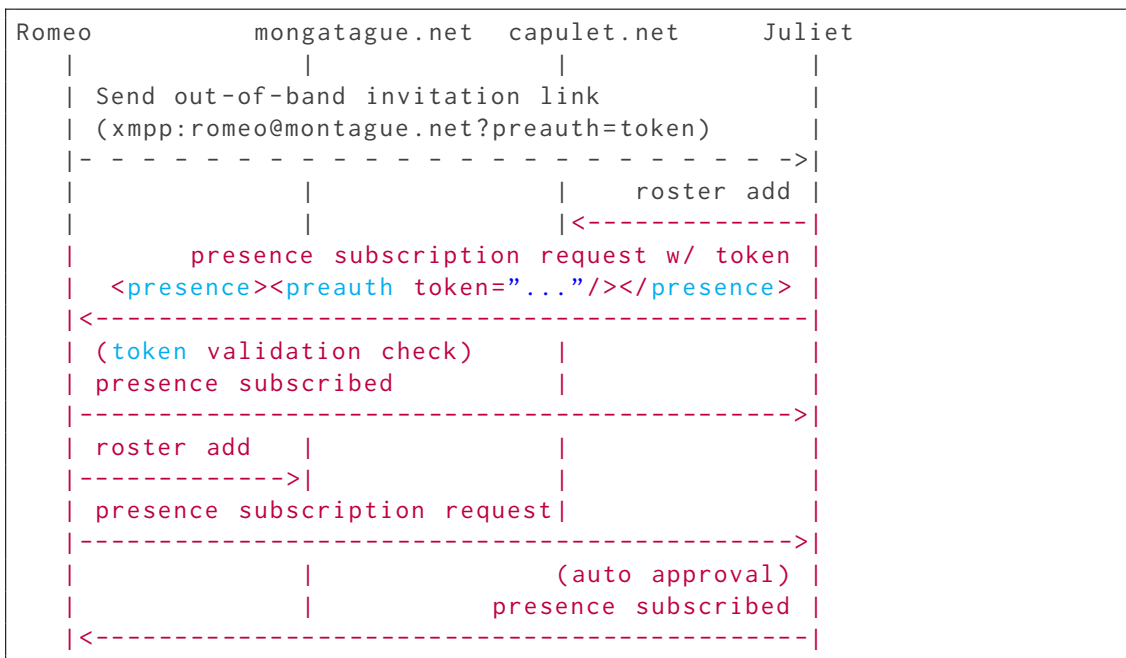 Romeo mongatague.net capulet.net Juliet
| | | |
| Send out-of-band invitation link |
| (xmpp:romeo@montague.net?preauth=token) |
|- - - - - - - - - - - - - - - - - - - - - - ->|
| | | roster add |
| | |<--------------|
| presence subscription request w/ token |
| <presence><preauth token="..."/></presence> |
|<---------------------------------------------|
| (token validation check) | |
| presence subscribed | |
|--------------------------------------------->|
| roster add | | |
|------------->| | |
| presence subscription request| |
|--------------------------------------------->|
| | (auto approval) |
| | presence subscribed |
|<---------------------------------------------|